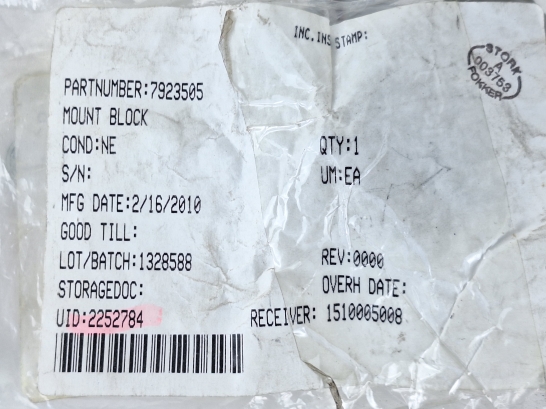 INC.INS STAMP:
STORK
A
003753
FOKKER
PARTNUMBER:7923505
MOUNT BLOCK
COND:NE QTY:1
S/N: UM:EA
MFG DATE:2/16/2010
GOOD TILL:
LOT/BATCH:1328588 REV:0000
STORAGEDOC: OVERH DATE:
UID:2252784 RECEIVER: 1510005008